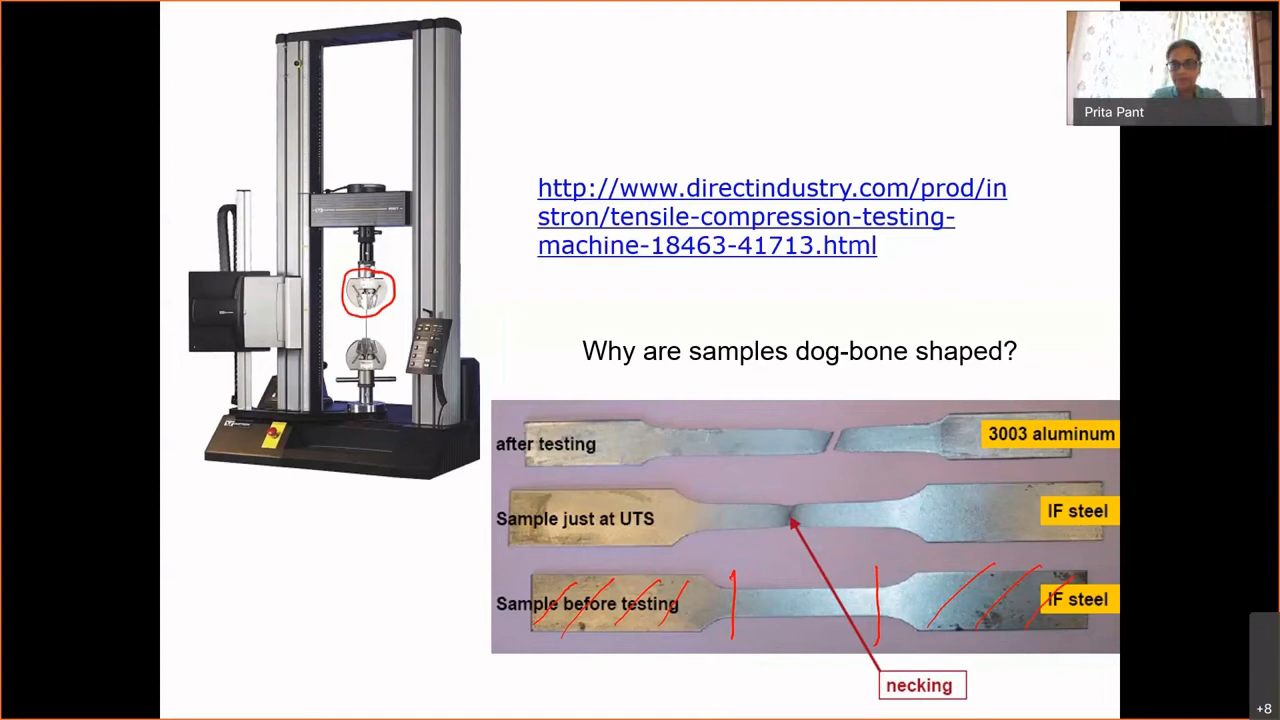 Prita Pant
http://www.directindustry.com/prod/in
stron/tensile-compression-testing-
machine-18463-41713.html
Why are samples dog-bone shaped?
after testing
3003 aluminum
Sample just at UTS
IF steel
Sample before testing
IF steel
necking
+8